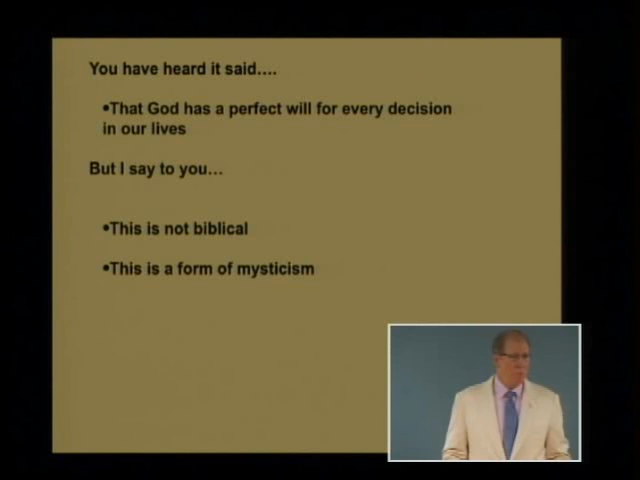 You have heard it said....
•That God has a perfect will for every decision
in our lives
But I say to you...
•This is not biblical
•This is a form of mysticism